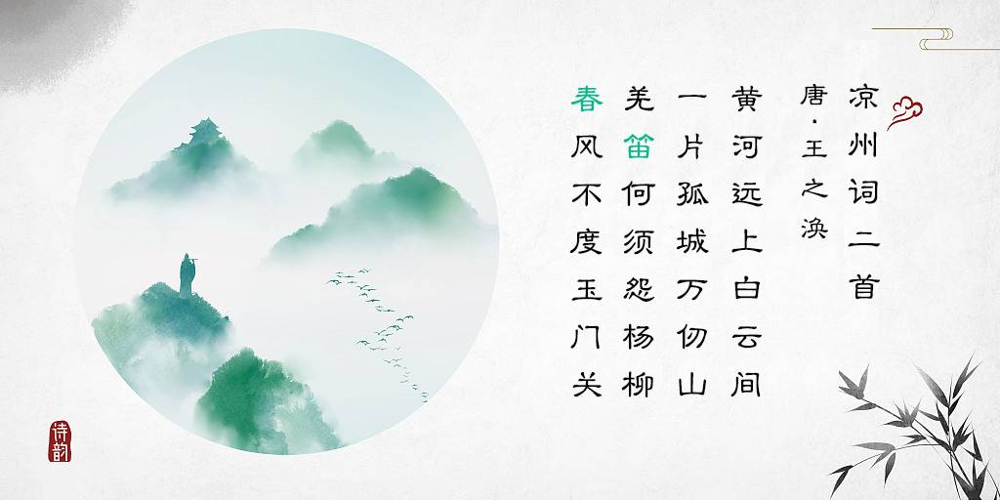 凉州词二首
唐·王之涣
黄河远上白云间
一片孤城万仞山
羌笛何须怨杨柳
春风不度玉门关
诗韵